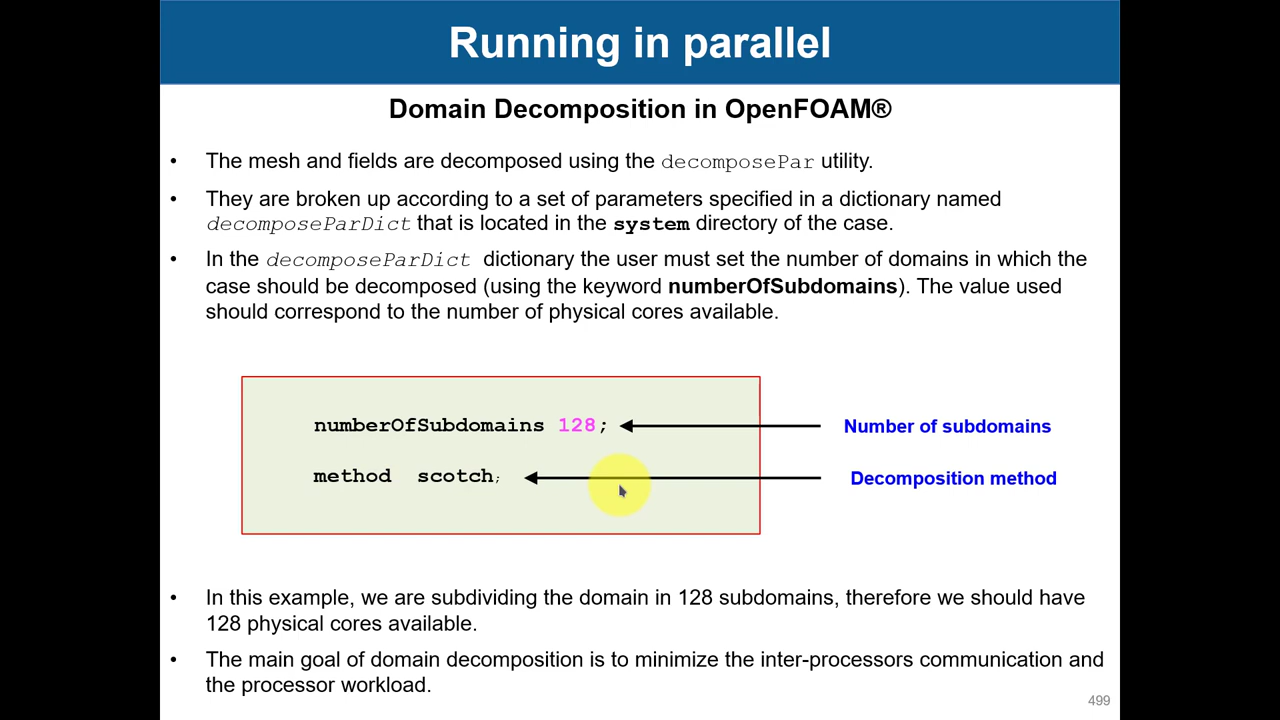 Running in parallel
Domain Decomposition in OpenFOAM®
• The mesh and fields are decomposed using the decomposePar utility.
• They are broken up according to a set of parameters specified in a dictionary named
decomposeParDict that is located in the system directory of the case.
• In the decomposeParDict dictionary the user must set the number of domains in which the
case should be decomposed (using the keyword numberOfSubdomains). The value used
should correspond to the number of physical cores available.
numberOfSubdomains 128;
Number of subdomains
method scotch;
Decomposition method
• In this example, we are subdividing the domain in 128 subdomains, therefore we should have
128 physical cores available.
• The main goal of domain decomposition is to minimize the inter-processors communication and
the processor workload.
499